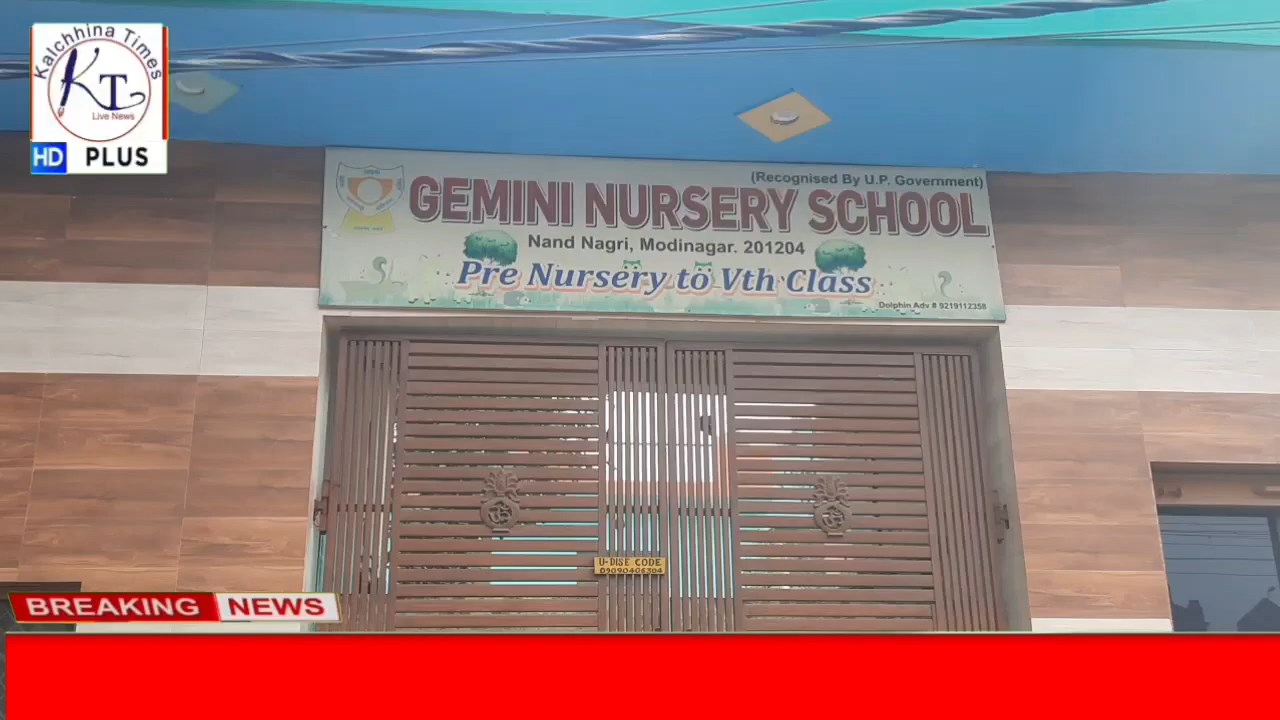 Kalchhina Times
KT
Live News
HD PLUS
(Recognised By U.P. Government)
GEMINI NURSERY SCHOOL
Nand Nagri, Modinagar. 201204
Pre Nursery to Vth Class
Dolphin Adv # 9219112358
U-DISE CODE
09090406304
BREAKING NEWS